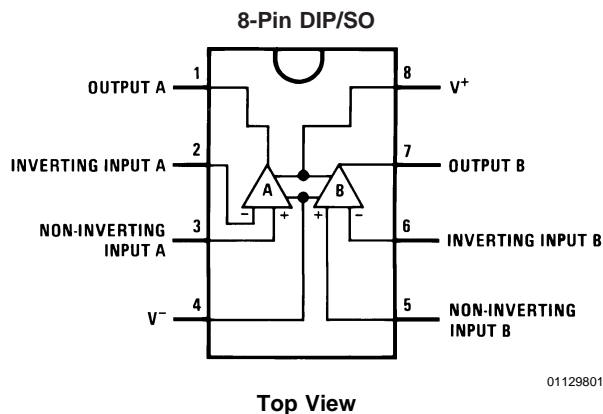 8-Pin DIP/SO
1
OUTPUT A
8
V+
2
INVERTING INPUT A
7
OUTPUT B
A
B
- +
+ -
3
NON-INVERTING
INPUT A
6
INVERTING INPUT B
4
V-
5
NON-INVERTING
INPUT B
01129801
Top View